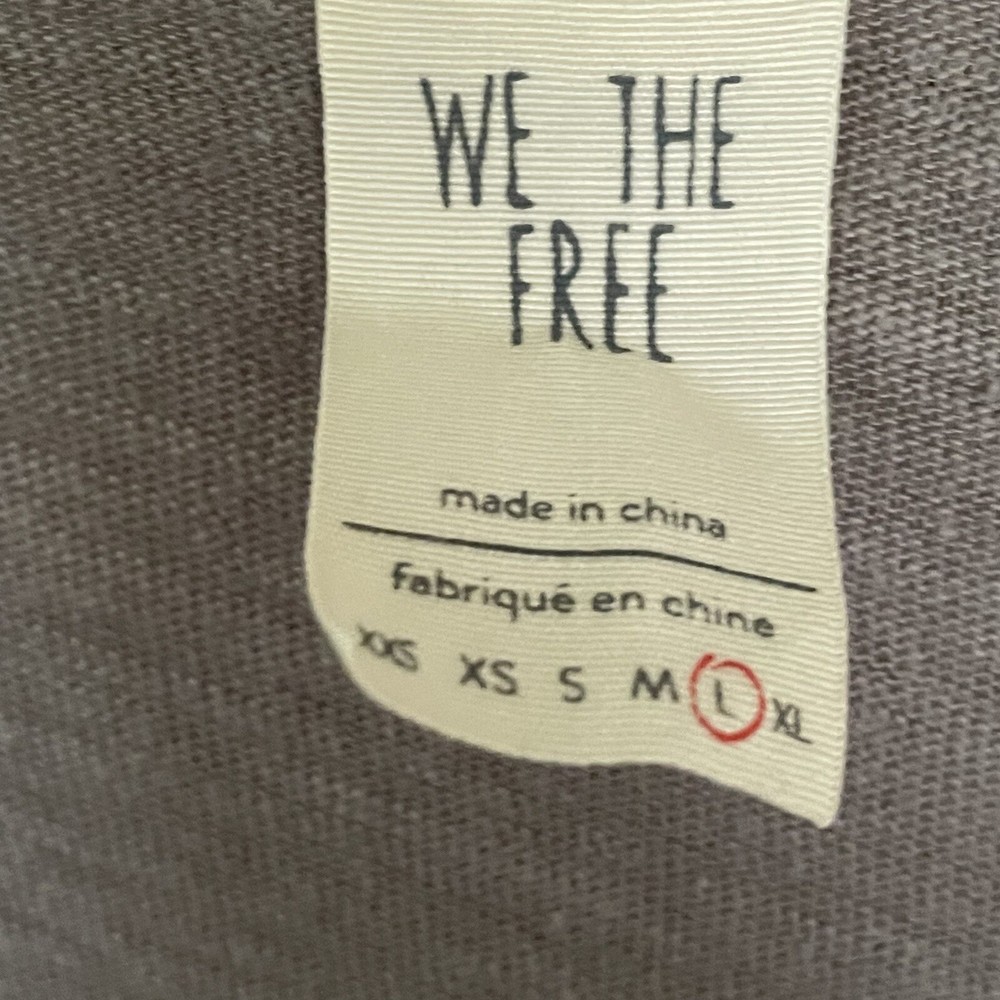 WE THE
FREE
made in china
fabriqué en chine
XXS XS S M L XL